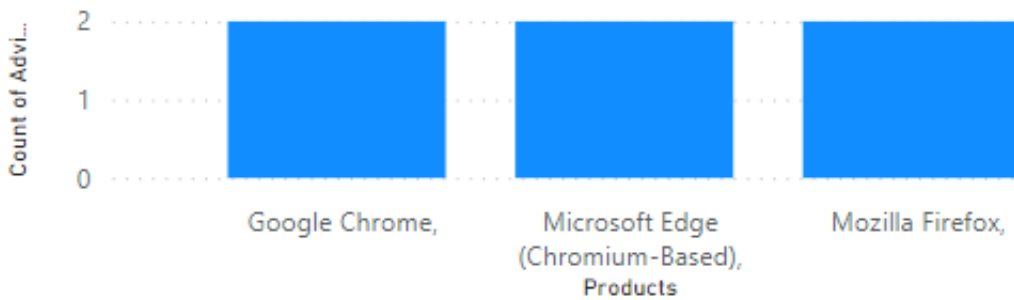 Count of Advi...
2
1
0
Google Chrome,
Microsoft Edge
(Chromium-Based),
Mozilla Firefox,
Products